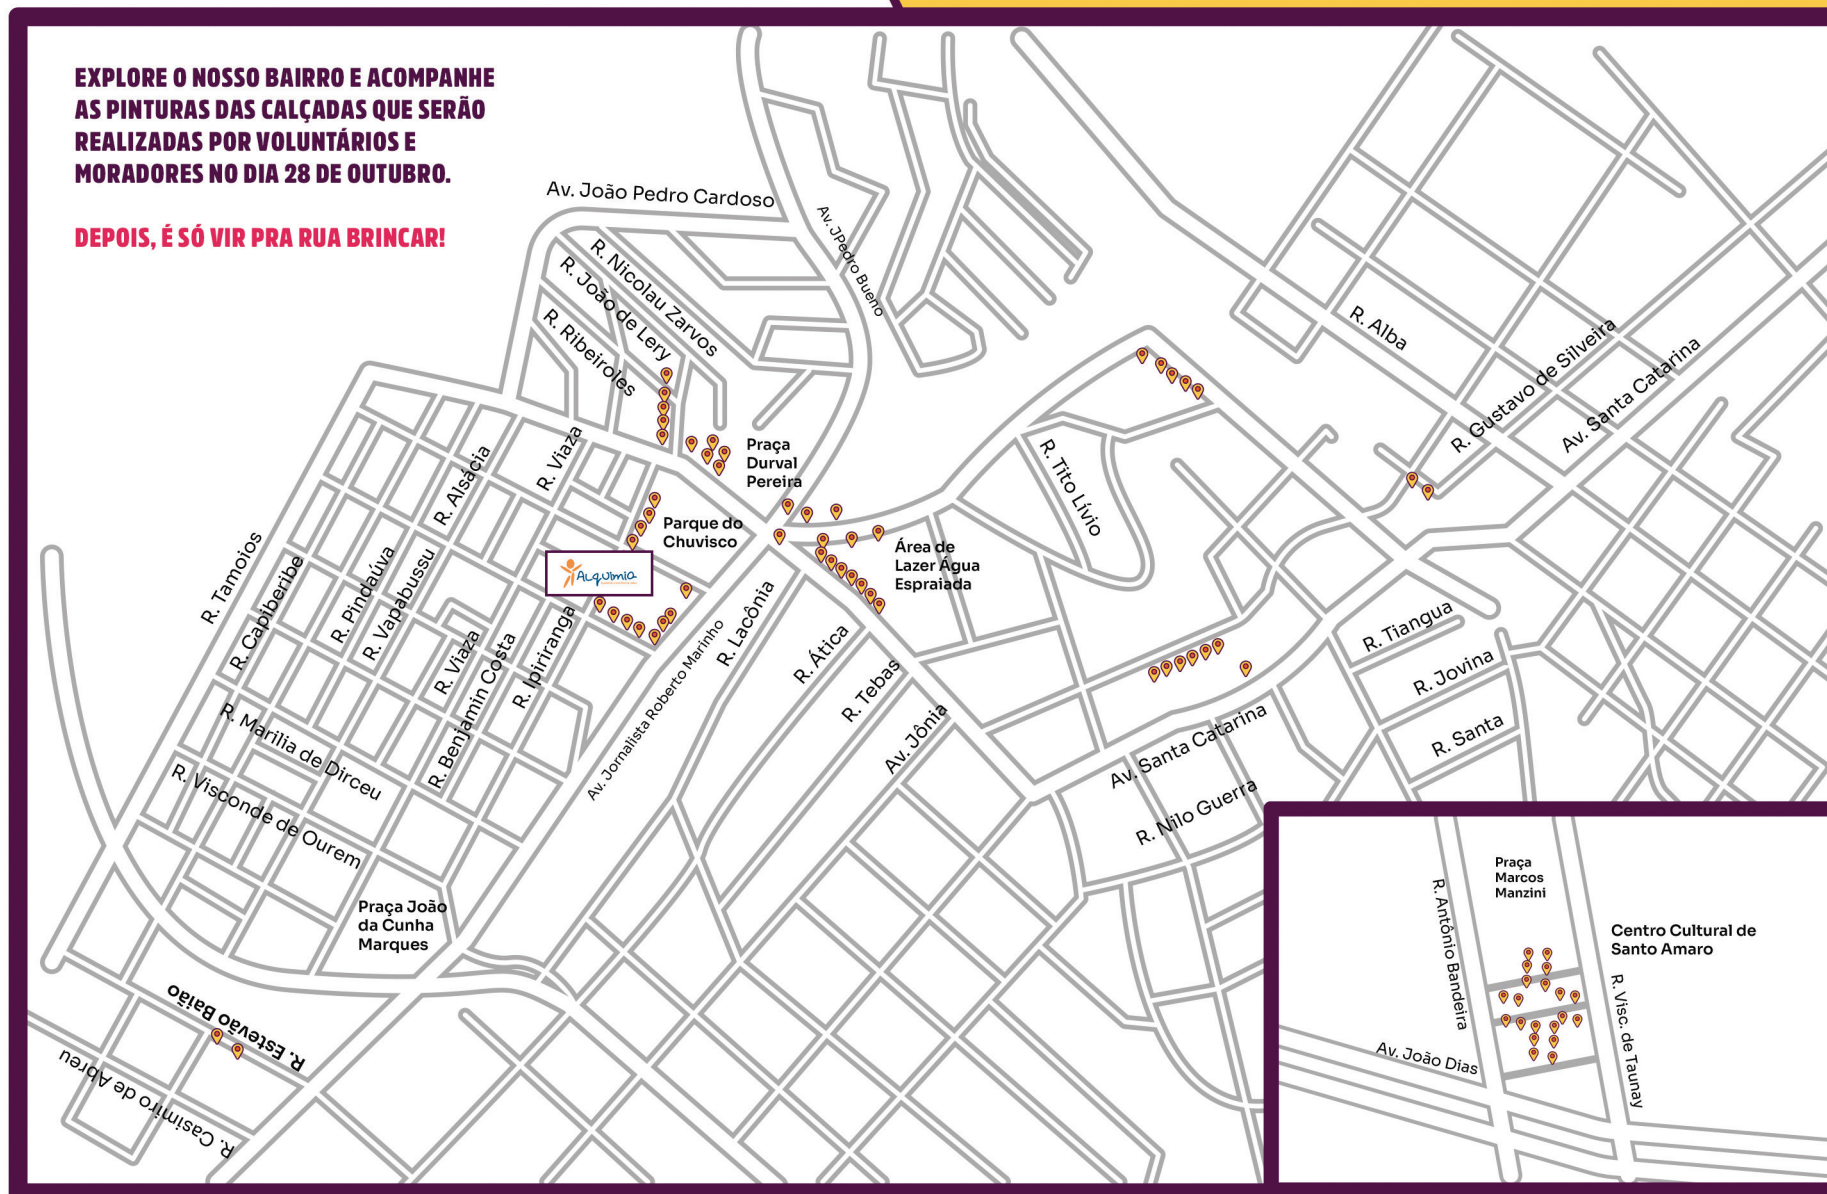 EXPLORE O NOSSO BAIRRO E ACOMPANHE
AS PINTURAS DAS CALÇADAS QUE SERÃO
REALIZADAS POR VOLUNTÁRIOS E
MORADORES NO DIA 28 DE OUTUBRO.
DEPOIS, É SÓ VIR PRA RUA BRINCAR!
Av. João Pedro Cardoso
Av. JPedro Bueno
R. Nicolau Zarvos
R. João de Lery
R. Ribeiroles
R. Alba
R. Gustavo de Silveira
Av. Santa Catarina
Praça
Durval
Pereira
R. Tito Lívio
R. Viaza
R. Alsácia
Parque do
Chuvisco
Área de
Lazer Água
Espraiada
Alquimia
R. Tamoios
R. Capiberibe
R. Pindaúva
R. Vapabussu
R. Viaza
R. Benjamin Costa
R. Ipiriranga
Av. Jornalista Roberto Marinho
R. Lacônia
R. Ática
R. Tebas
Av. Jônia
R. Tiangua
R. Jovina
R. Santa
Av. Santa Catarina
R. Nilo Guerra
R. Marilia de Dirceu
R. Visconde de Ourem
Praça João
da Cunha
Marques
R. Estevão Baião
R. Casimiro de Abreu
Praça
Marcos
Manzini
R. Antônio Bandeira
Centro Cultural de
Santo Amaro
R. Visc. de Taunay
Av. João Dias